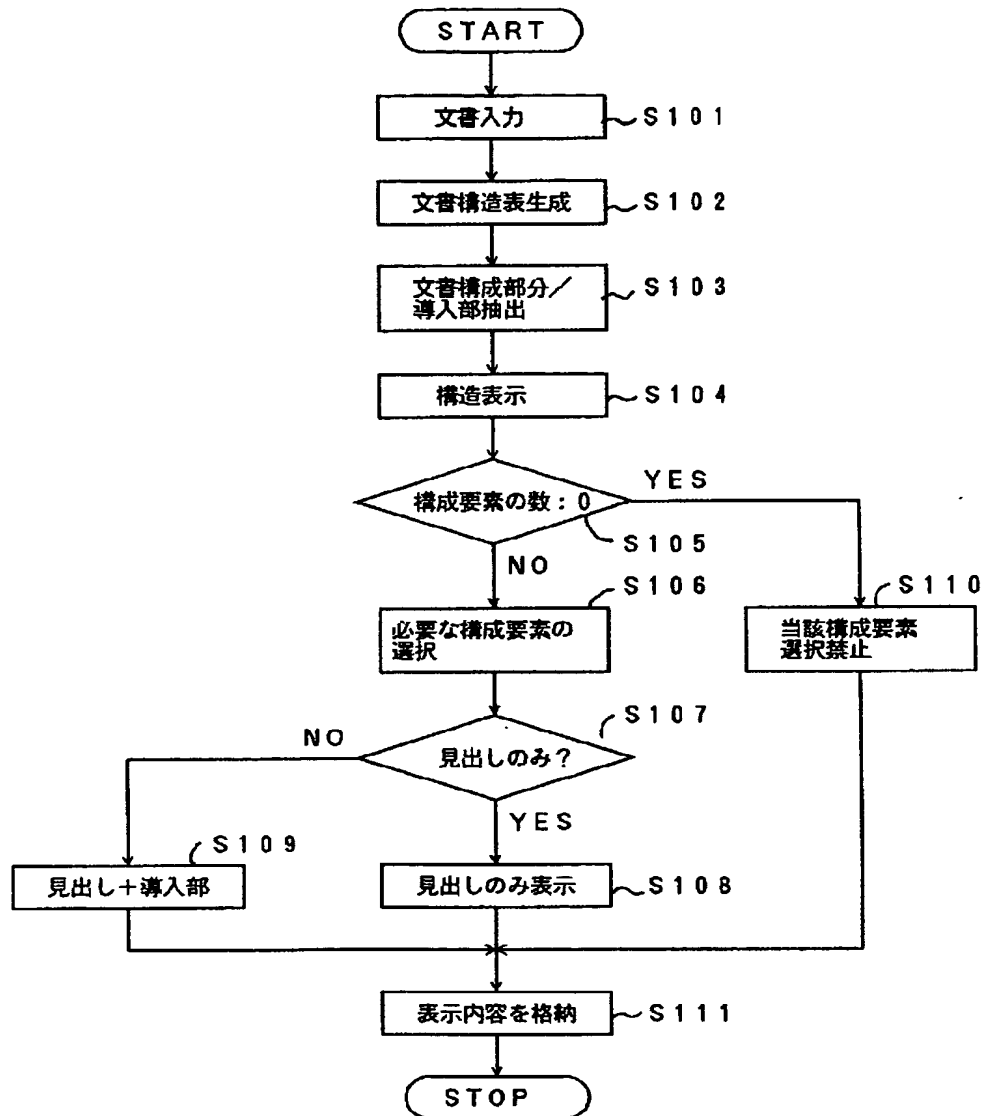 START
文書入力
S101
文書構造表生成
S102
文書構成部分／
導入部抽出
S103
構造表示
S104
構成要素の数：0
YES
S105
NO
S106
必要な構成要素の
選択
S110
当該構成要素
選択禁止
S107
見出しのみ？
NO
YES
S109
見出し＋導入部
見出しのみ表示
S108
表示内容を格納
S111
STOP